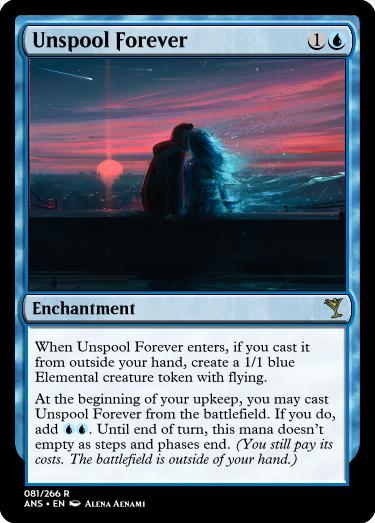 Unspool Forever 1
Enchantment
When Unspool Forever enters, if you cast it
from outside your hand, create a 1/1 blue
Elemental creature token with flying.
At the beginning of your upkeep, you may cast
Unspool Forever from the battlefield. If you do,
add . Until end of turn, this mana doesn't
empty as steps and phases end. (You still pay its
costs. The battlefield is outside of your hand.)
081/266 R
ANS • EN Alena Aenami